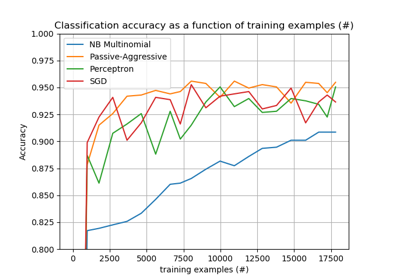 Classification accuracy as a function of training examples (#)
1.000
0.975
0.950
0.925
0.900
0.875
0.850
0.825
0.800
Accuracy
NB Multinomial
Passive-Aggressive
Perceptron
SGD
0 2500 5000 7500 10000 12500 15000 17500
training examples (#)